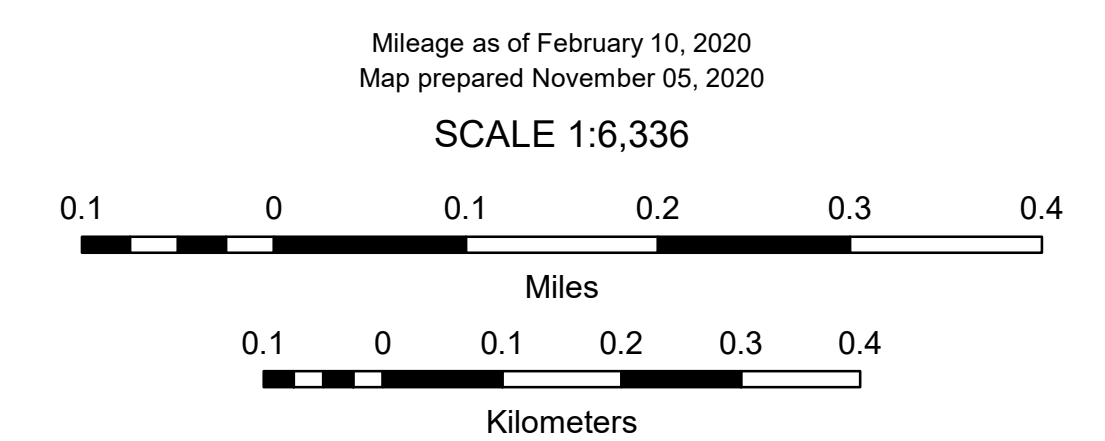 Mileage as of February 10, 2020
Map prepared November 05, 2020
SCALE 1:6,336
0.1 0 0.1 0.2 0.3 0.4
Miles
0.1 0 0.1 0.2 0.3 0.4
Kilometers